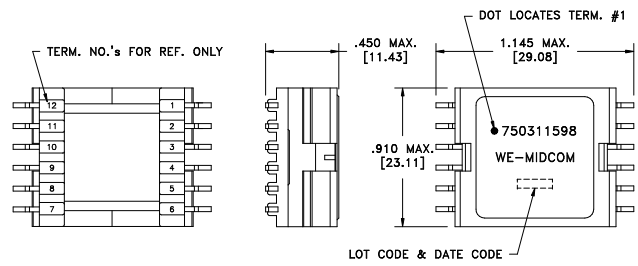 DOT LOCATES TERM. #1
TERM. NO.'s FOR REF. ONLY
.450 MAX.
[11.43]
1.145 MAX.
[29.08]
12 1
11 2
10 3
9 4
8 5
7 6
.910 MAX.
[23.11]
750311598
WE-MIDCOM
LOT CODE & DATE CODE